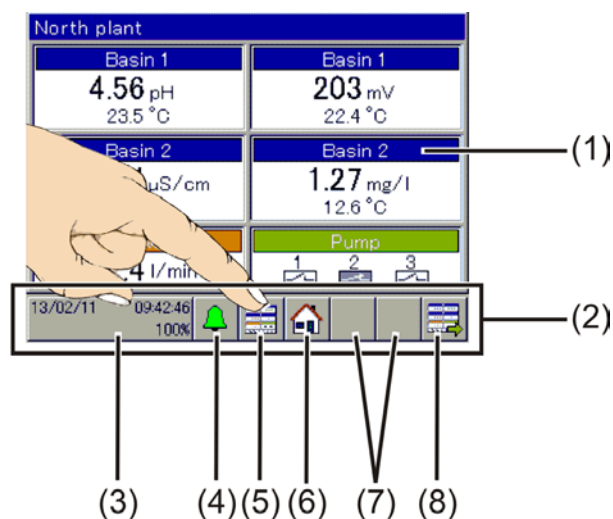 North plant
Basin 1
4.56 pH
23.5 °C
Basin 1
203 mV
22.4 °C
Basin 2
µS/cm
Basin 2
1.27 mg/l
12.6 °C
4 l/min
Pump
1 2 3
13/02/11 09:42:46
100%
(1)
(2)
(3) (4) (5) (6) (7) (8)